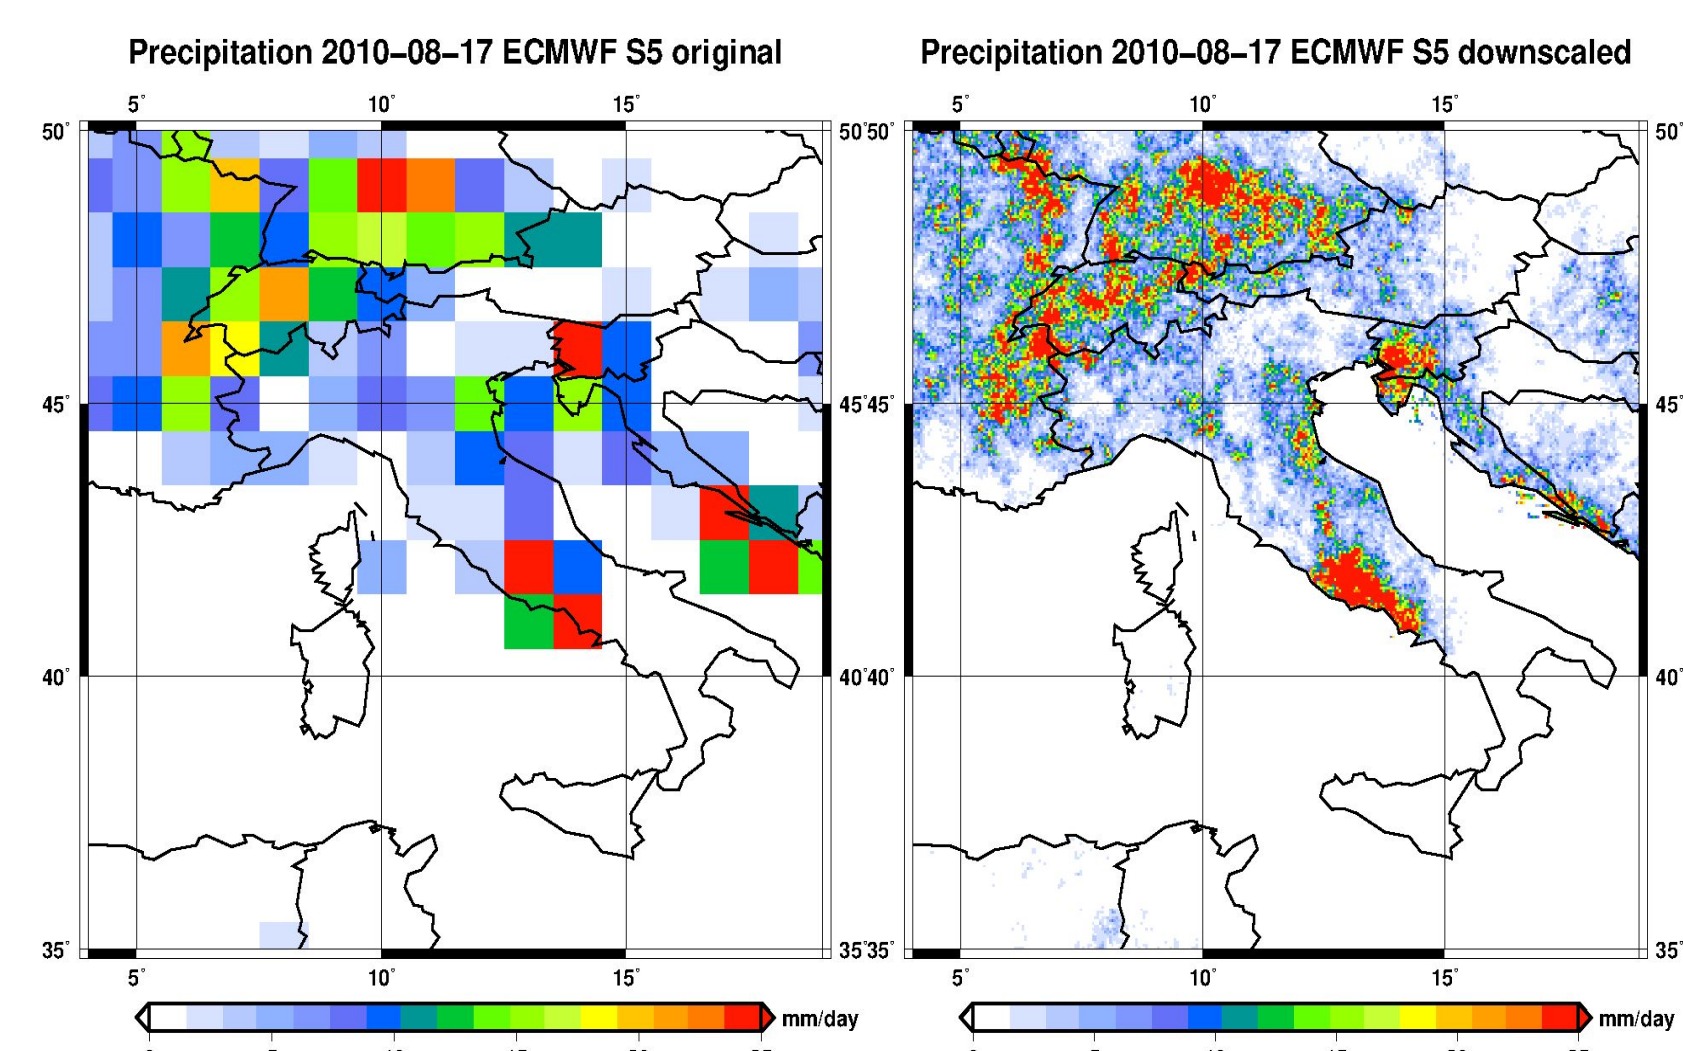 Precipitation 2010–08–17 ECMWF S5 original
Precipitation 2010–08–17 ECMWF S5 downscaled
5° 10° 15°
5° 10° 15°
50° 50° 50° 50°
45° 45° 45° 45°
40° 40° 40° 40°
35° 35° 35° 35°
5° 10° 15°
5° 10° 15°
mm/day
mm/day